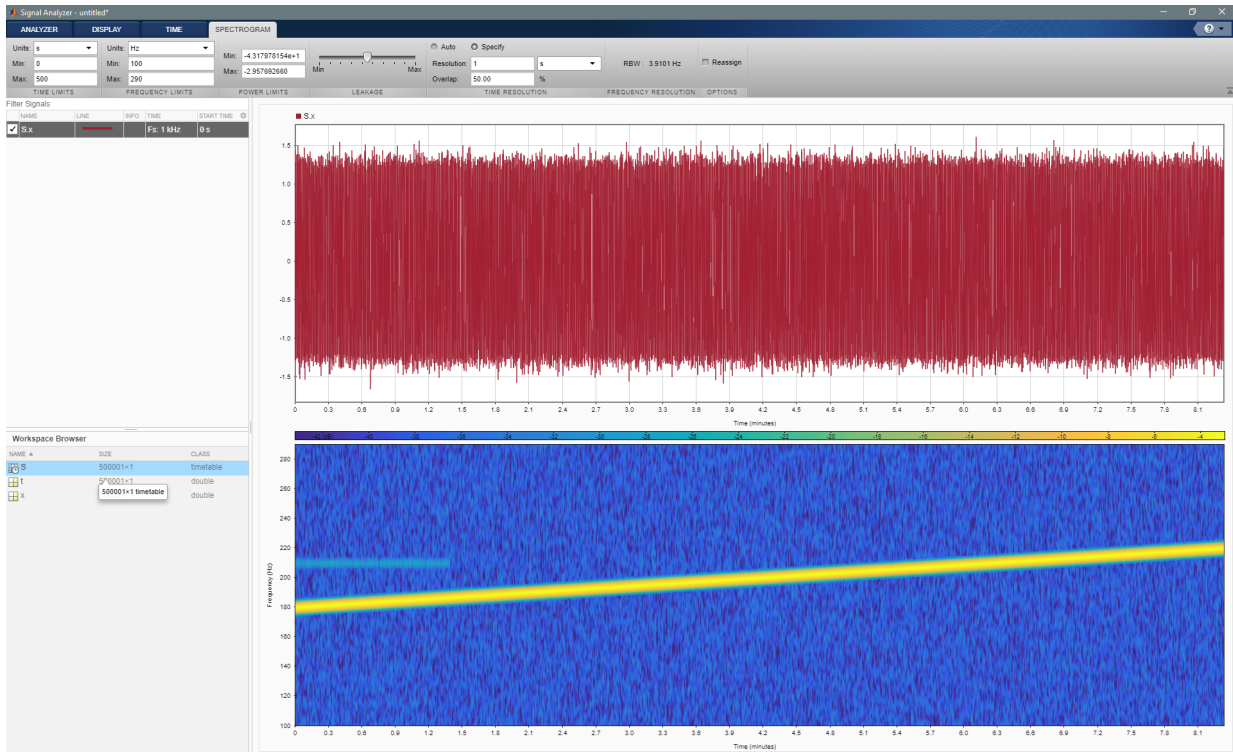 Signal Analyzer - untitled*
ANALYZER DISPLAY TIME SPECTROGRAM
Units: s Units: Hz Min: -4.317978154e+1 Auto Specify
Min: 0 Min: 100 Max: -2.957692660 Min Max Resolution: 1 s RBW : 3.9101 Hz Reassign
Max: 500 Max: 290 Overlap: 50.00 %
TIME LIMITS FREQUENCY LIMITS POWER LIMITS LEAKAGE TIME RESOLUTION FREQUENCY RESOLUTION OPTIONS
Filter Signals
NAME LINE INFO TIME START TIME
S.x Fs: 1 kHz 0 s
Workspace Browser
NAME SIZE CLASS
S 500001×1 timetable
t 500001×1 double
500001×1 timetable
x double
S.x
1.5
1.0
0.5
0
-0.5
-1.0
-1.5
0 0.3 0.6 0.9 1.2 1.5 1.8 2.1 2.4 2.7 3.0 3.3 3.6 3.9 4.2 4.5 4.8 5.1 5.4 5.7 6.0 6.3 6.6 6.9 7.2 7.5 7.8 8.1
Time (minutes)
-40 -38 -36 -34 -32 -30 -28 -26 -24 -22 -20 -18 -16 -14 -12 -10 -8 -6 -4
280
260
240
220
200
180
160
140
120
100
Frequency (Hz)
0 0.3 0.6 0.9 1.2 1.5 1.8 2.1 2.4 2.7 3.0 3.3 3.6 3.9 4.2 4.5 4.8 5.1 5.4 5.7 6.0 6.3 6.6 6.9 7.2 7.5 7.8 8.1
Time (minutes)